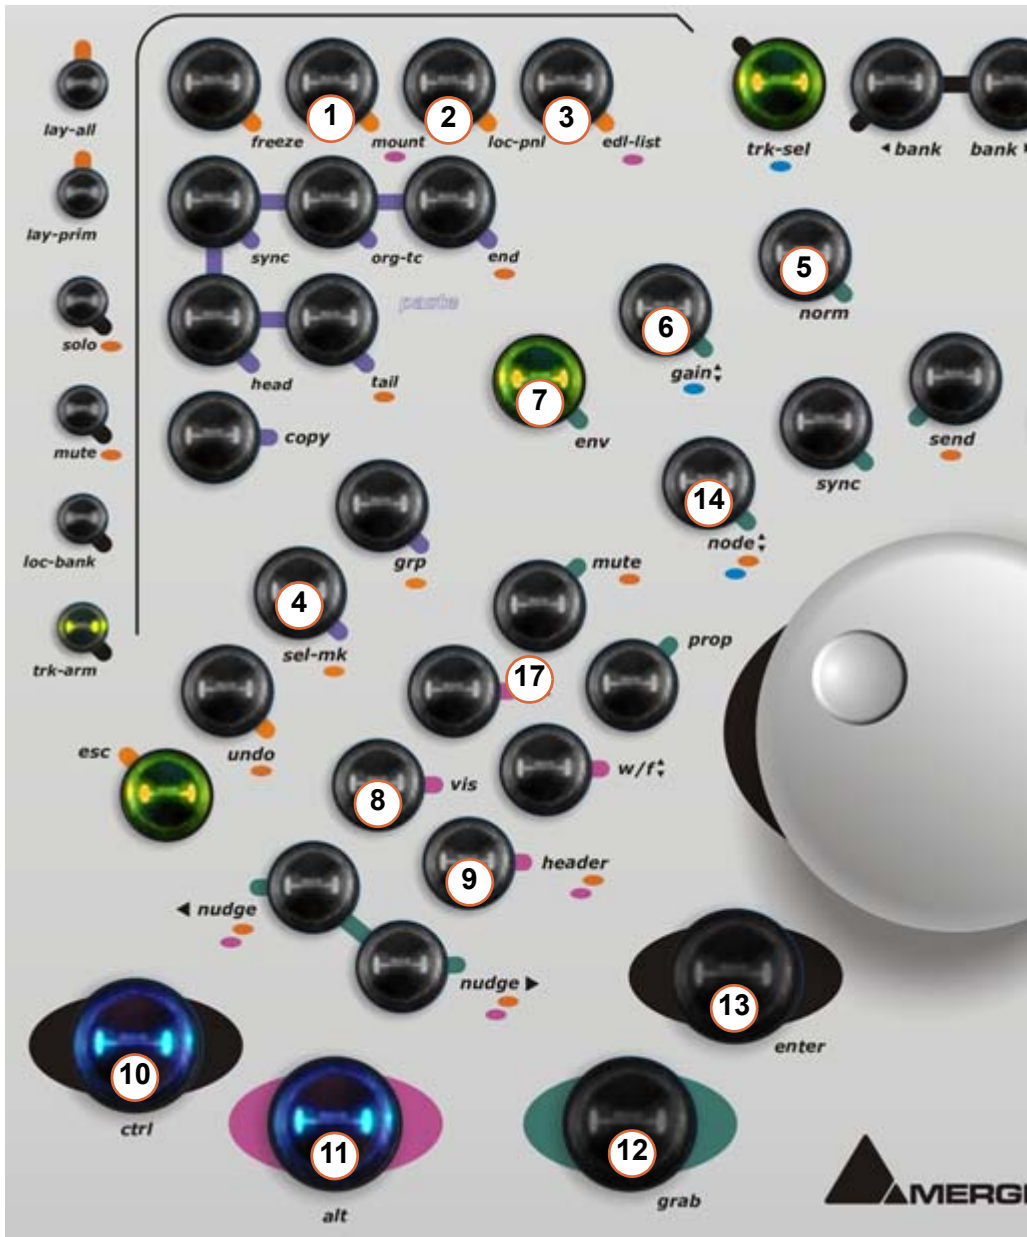 lay-all
lay-prim
solo
mute
loc-bank
trk-arm
1
2
3
freeze
mount
loc-pnl
edl-list
trk-sel
bank
bank
sync
org-tc
end
paste
5
norm
6
gain
head
tail
7
env
copy
send
sync
14
node
grp
mute
4
sel-mk
prop
17
undo
esc
8
vis
w/f
9
header
nudge
nudge
13
enter
10
ctrl
11
alt
12
grab